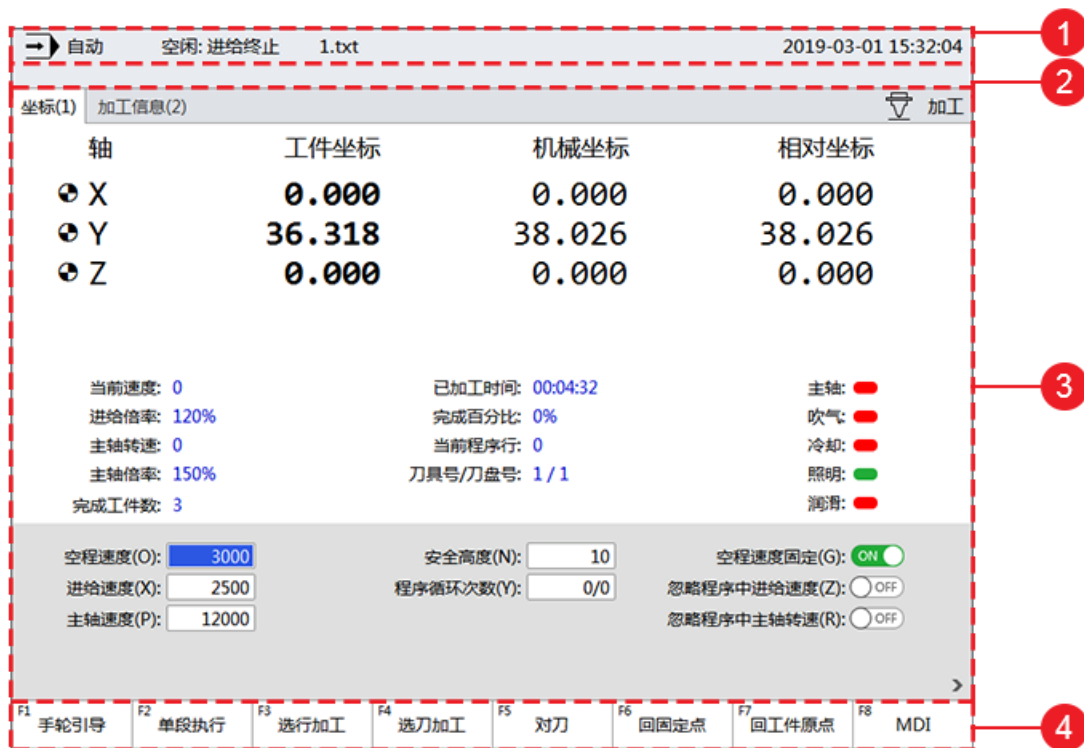 自动 空闲: 进给终止 1.txt 2019-03-01 15:32:04
1
2
坐标(1) 加工信息(2) 加工
轴 工件坐标 机械坐标 相对坐标
X 0.000 0.000 0.000
Y 36.318 38.026 38.026
Z 0.000 0.000 0.000
当前速度: 0 已加工时间: 00:04:32 主轴:
3
进给倍率: 120% 完成百分比: 0% 吹气:
主轴转速: 0 当前程序行: 0 冷却:
主轴倍率: 150% 刀具号/刀盘号: 1 / 1 照明:
完成工件数: 3 润滑:
空程速度(O): 3000 安全高度(N): 10 空程速度固定(G): ON
进给速度(X): 2500 程序循环次数(Y): 0/0 忽略程序中进给速度(Z): OFF
主轴速度(P): 12000 忽略程序中主轴转速(R): OFF
F1 手轮引导 F2 单段执行 F3 选行加工 F4 选刀加工 F5 对刀 F6 回固定点 F7 回工件原点 F8 MDI
4